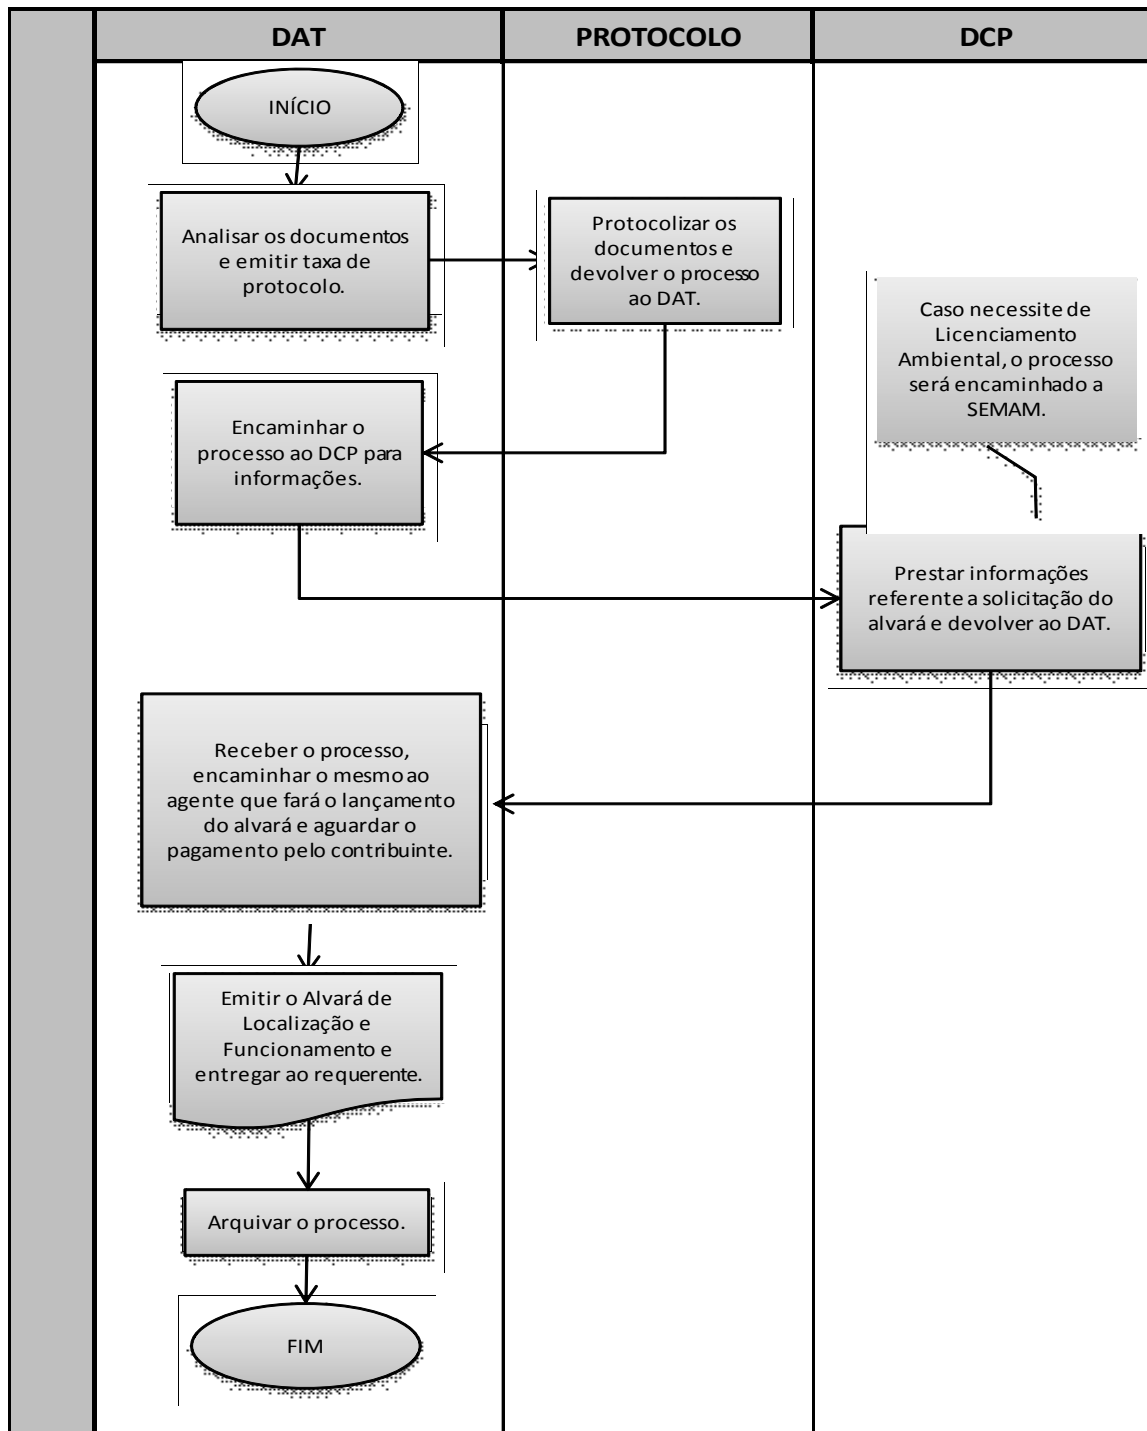 DAT
PROTOCOLO
DCP
INÍCIO
Analisar os documentos
e emitir taxa de
protocolo.
Protocolizar os
documentos e
devolver o processo
ao DAT.
Caso necessite de
Licenciamento
Ambiental, o processo
será encaminhado a
SEMAM.
Encaminhar o
processo ao DCP para
informações.
Prestar informações
referente a solicitação do
alvará e devolver ao DAT.
Receber o processo,
encaminhar o mesmo ao
agente que fará o lançamento
do alvará e aguardar o
pagamento pelo contribuinte.
Emitir o Alvará de
Localização e
Funcionamento e
entregar ao requerente.
Arquivar o processo.
FIM